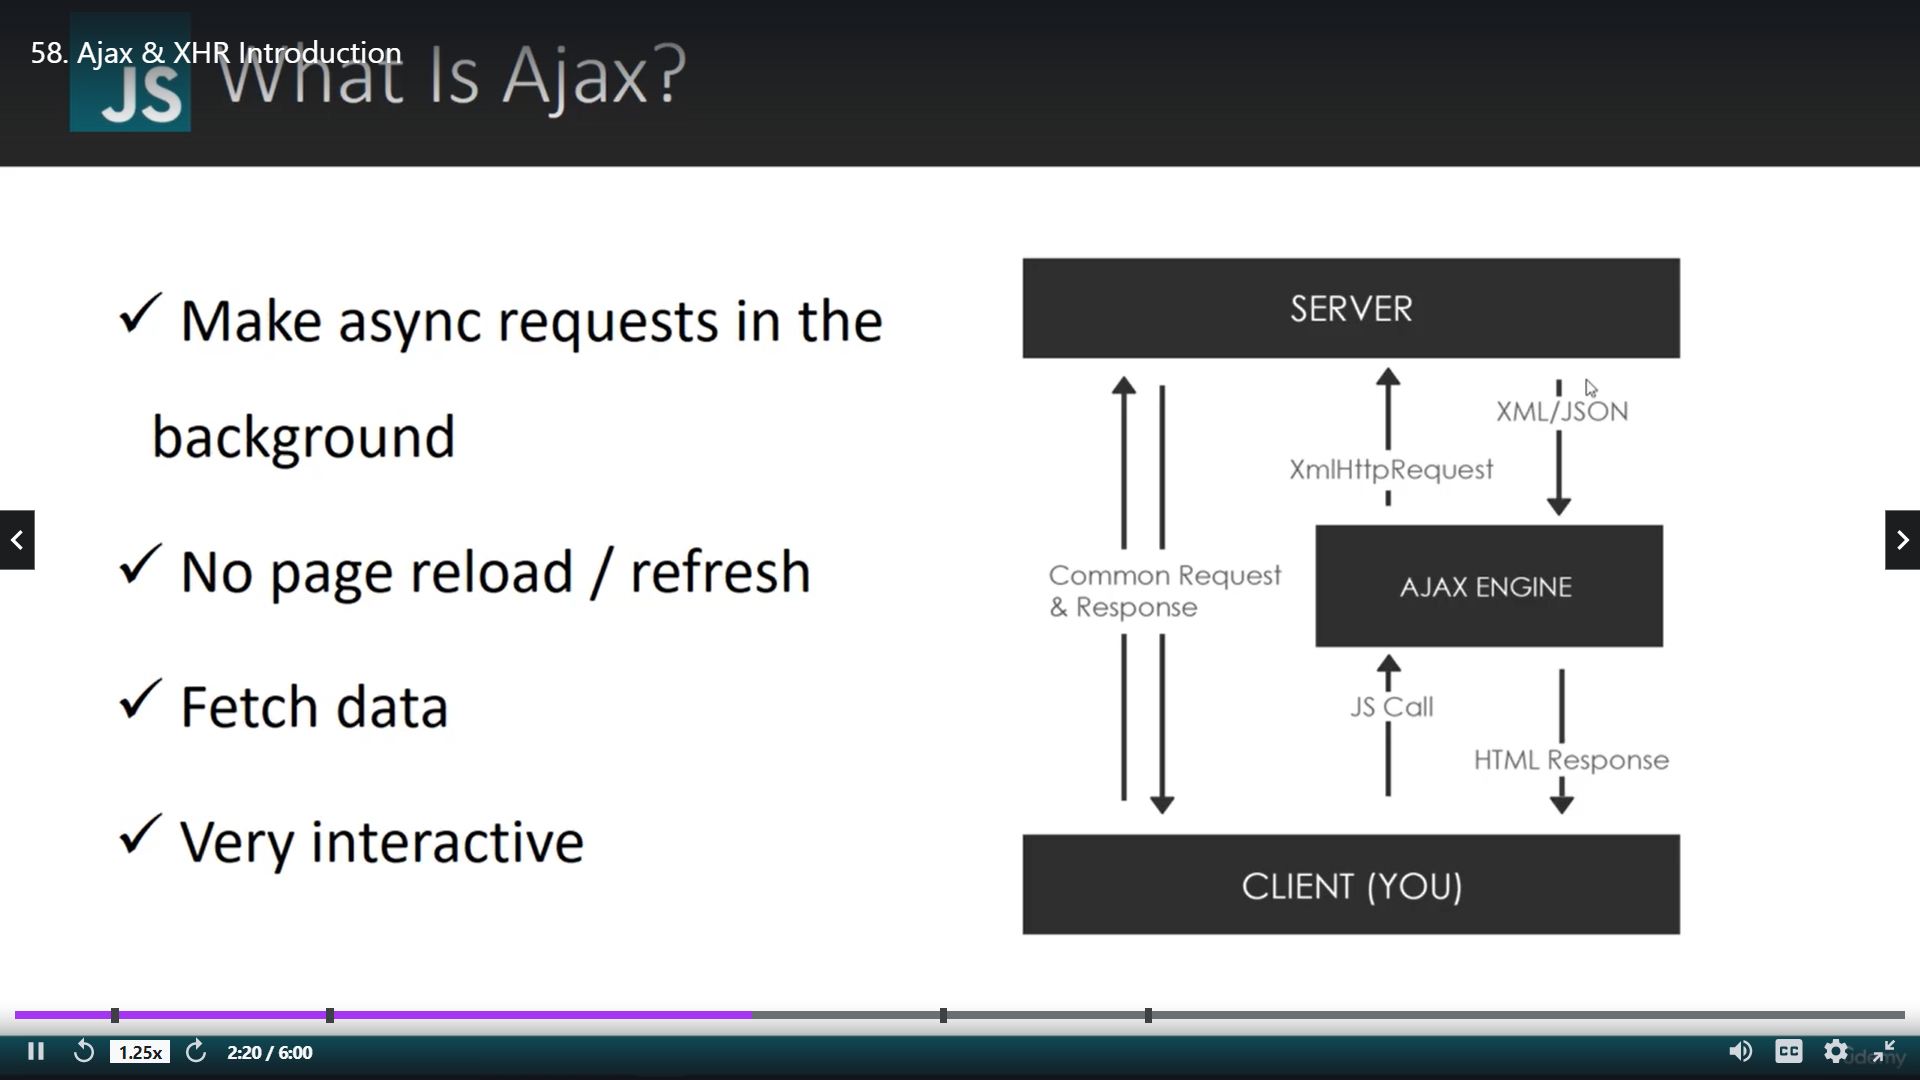 58. Ajax & XHR Introduction
JS What Is Ajax?
✓ Make async requests in the
background
✓ No page reload / refresh
✓ Fetch data
✓ Very interactive
SERVER
XML/JSON
XmlHttpRequest
Common Request
& Response
AJAX ENGINE
JS Call
HTML Response
CLIENT (YOU)
1.25x
2:20 / 6:00
CC
udemy